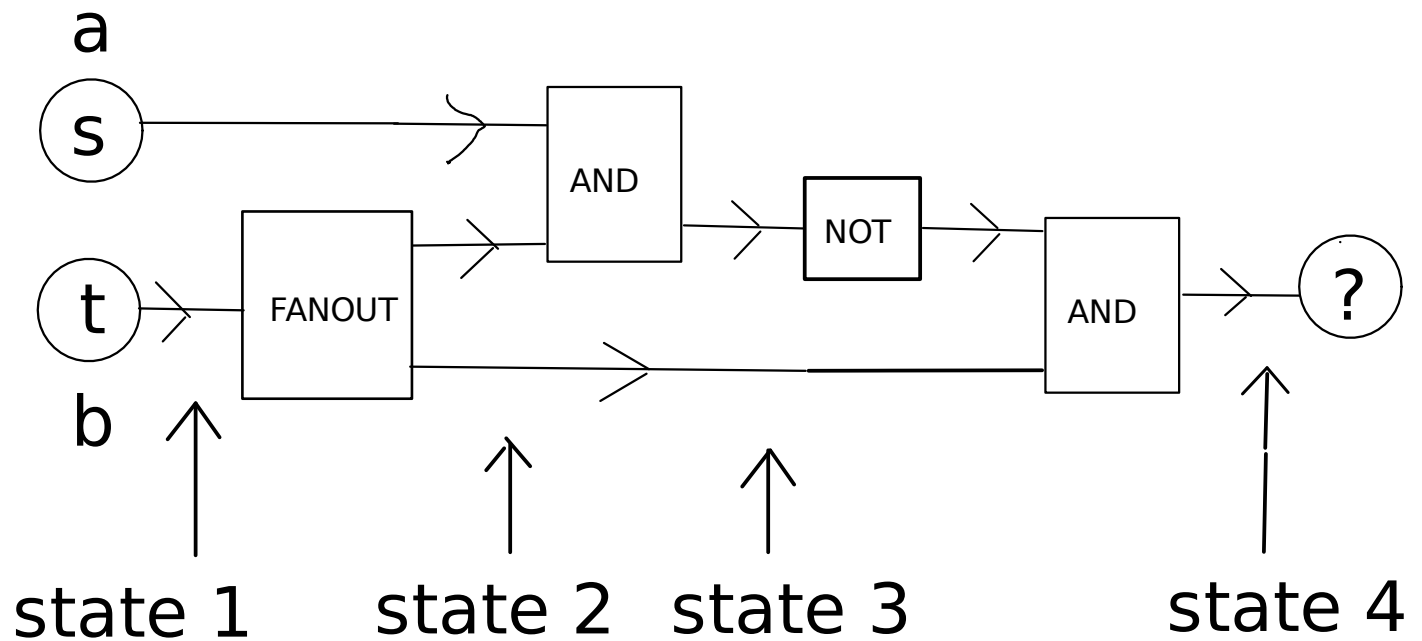 a
s
AND
NOT
t
FANOUT
AND
?
b
state 1
state 2
state 3
state 4